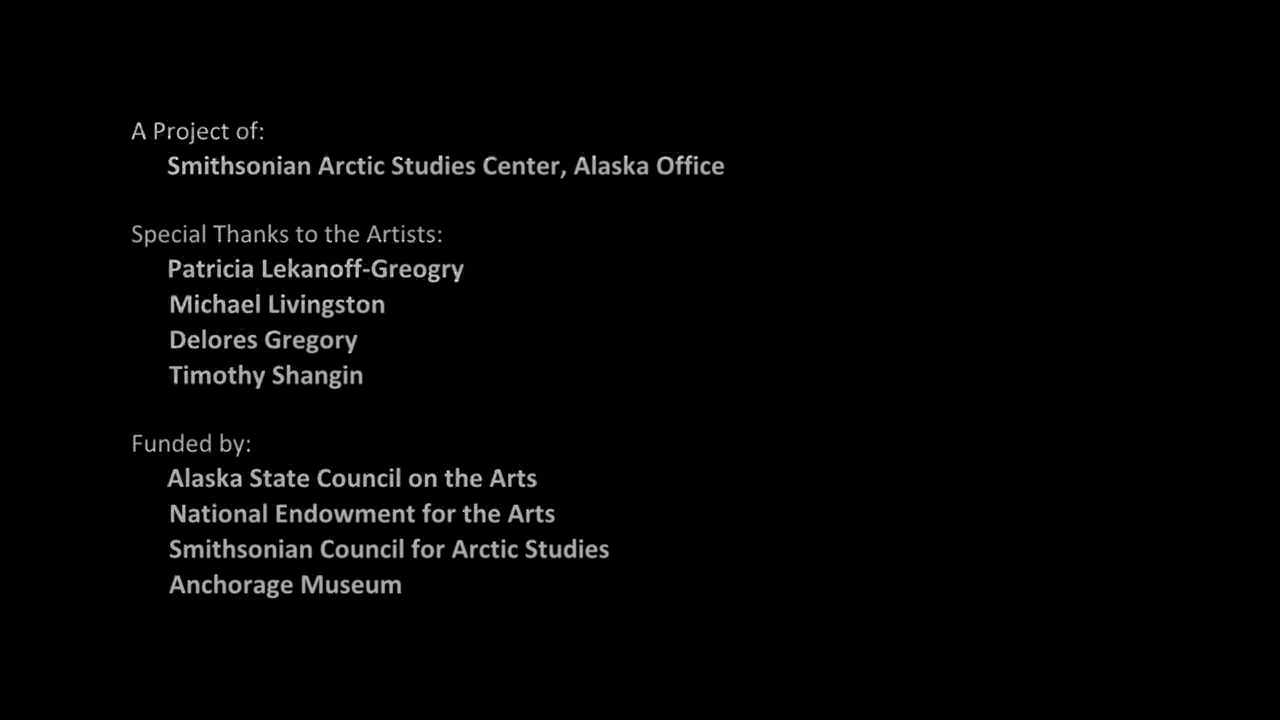 A Project of:
Smithsonian Arctic Studies Center, Alaska Office
Special Thanks to the Artists:
Patricia Lekanoff-Greogry
Michael Livingston
Delores Gregory
Timothy Shangin
Funded by:
Alaska State Council on the Arts
National Endowment for the Arts
Smithsonian Council for Arctic Studies
Anchorage Museum